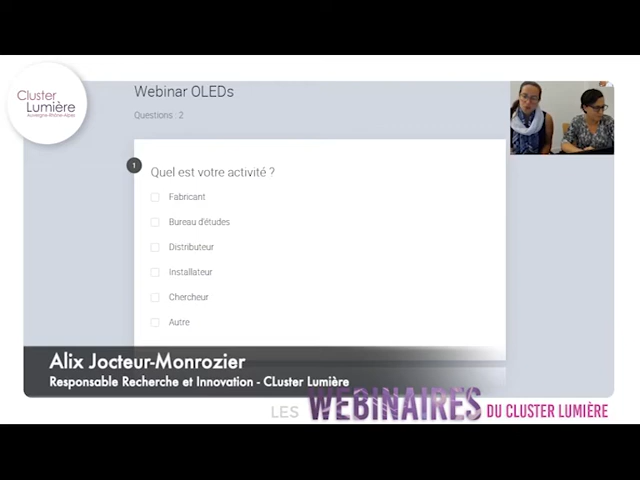 Cluster
Lumière
Auvergne-Rhône-Alpes
Webinar OLEDs
Questions : 2
1
Quel est votre activité ?
Fabricant
Bureau d'études
Distributeur
Installateur
Chercheur
Autre
Alix Jocteur-Monrozier
Responsable Recherche et Innovation - CLuster Lumière
LES WEBINAIRES DU CLUSTER LUMIÈRE